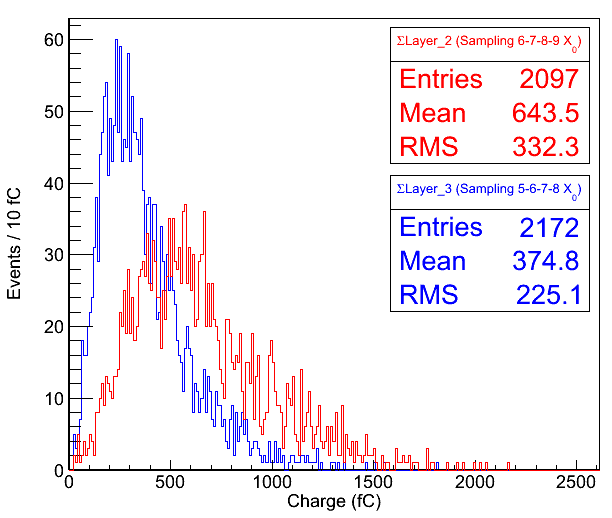 ΣLayer_2 (Sampling 6-7-8-9 X₀)
Entries 2097
Mean 643.5
RMS 332.3
ΣLayer_3 (Sampling 5-6-7-8 X₀)
Entries 2172
Mean 374.8
RMS 225.1
Events / 10 fC
60
50
40
30
20
10
0
0 500 1000 1500 2000 2500
Charge (fC)